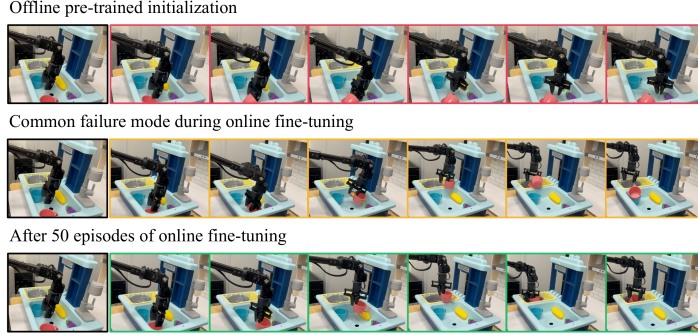 Offline pre-trained initialization
Common failure mode during online fine-tuning
After 50 episodes of online fine-tuning